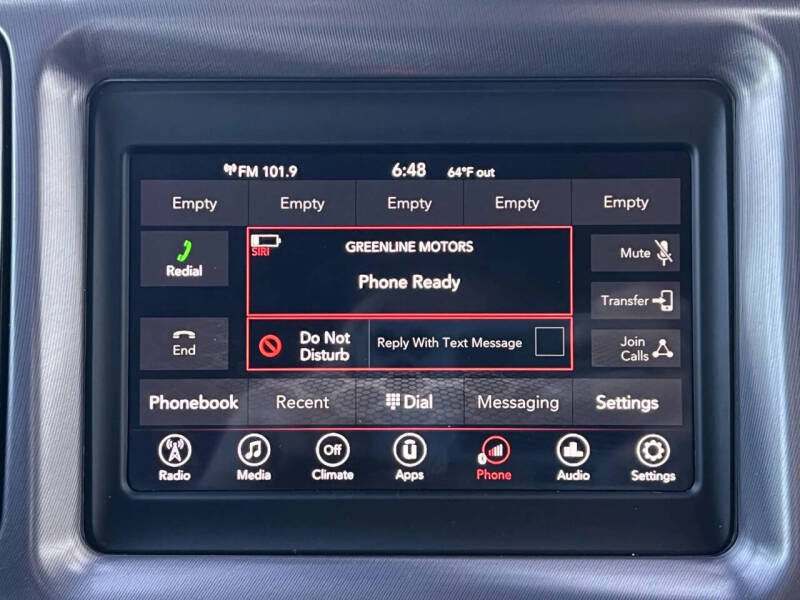 FM 101.9 6:48 64°F out
Empty Empty Empty Empty Empty
Redial
SIRI
GREENLINE MOTORS
Phone Ready
Mute
Transfer
End
Do Not
Disturb
Reply With Text Message
Join
Calls
Phonebook Recent Dial Messaging Settings
Off
Radio Media Climate Apps Phone Audio Settings